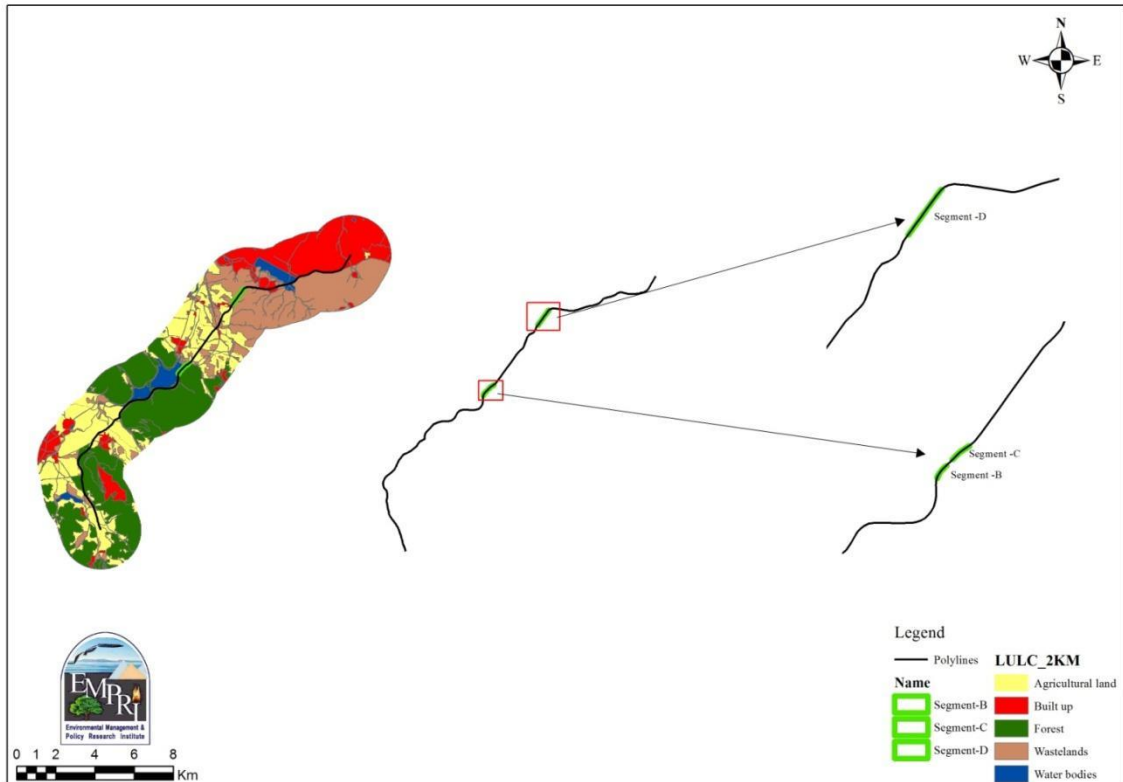 N
W E
S
Segment -D
Segment -C
Segment -B
Legend
Polylines
Name
Segment-B
Segment-C
Segment-D
LULC_2KM
Agricultural land
Built up
Forest
Wastelands
Water bodies
EMPRI
Environmental Management &
Policy Research Institute
0 1 2 4 6 8
Km